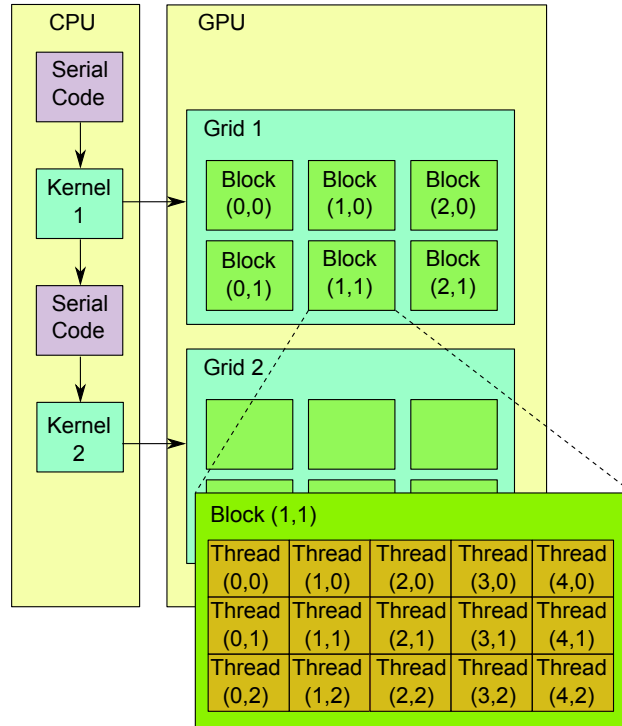 CPU
GPU
Serial
Code
Kernel
1
Serial
Code
Kernel
2
Grid 1
Block
(0,0)
Block
(1,0)
Block
(2,0)
Block
(0,1)
Block
(1,1)
Block
(2,1)
Grid 2
Block (1,1)
Thread
(0,0)
Thread
(1,0)
Thread
(2,0)
Thread
(3,0)
Thread
(4,0)
Thread
(0,1)
Thread
(1,1)
Thread
(2,1)
Thread
(3,1)
Thread
(4,1)
Thread
(0,2)
Thread
(1,2)
Thread
(2,2)
Thread
(3,2)
Thread
(4,2)